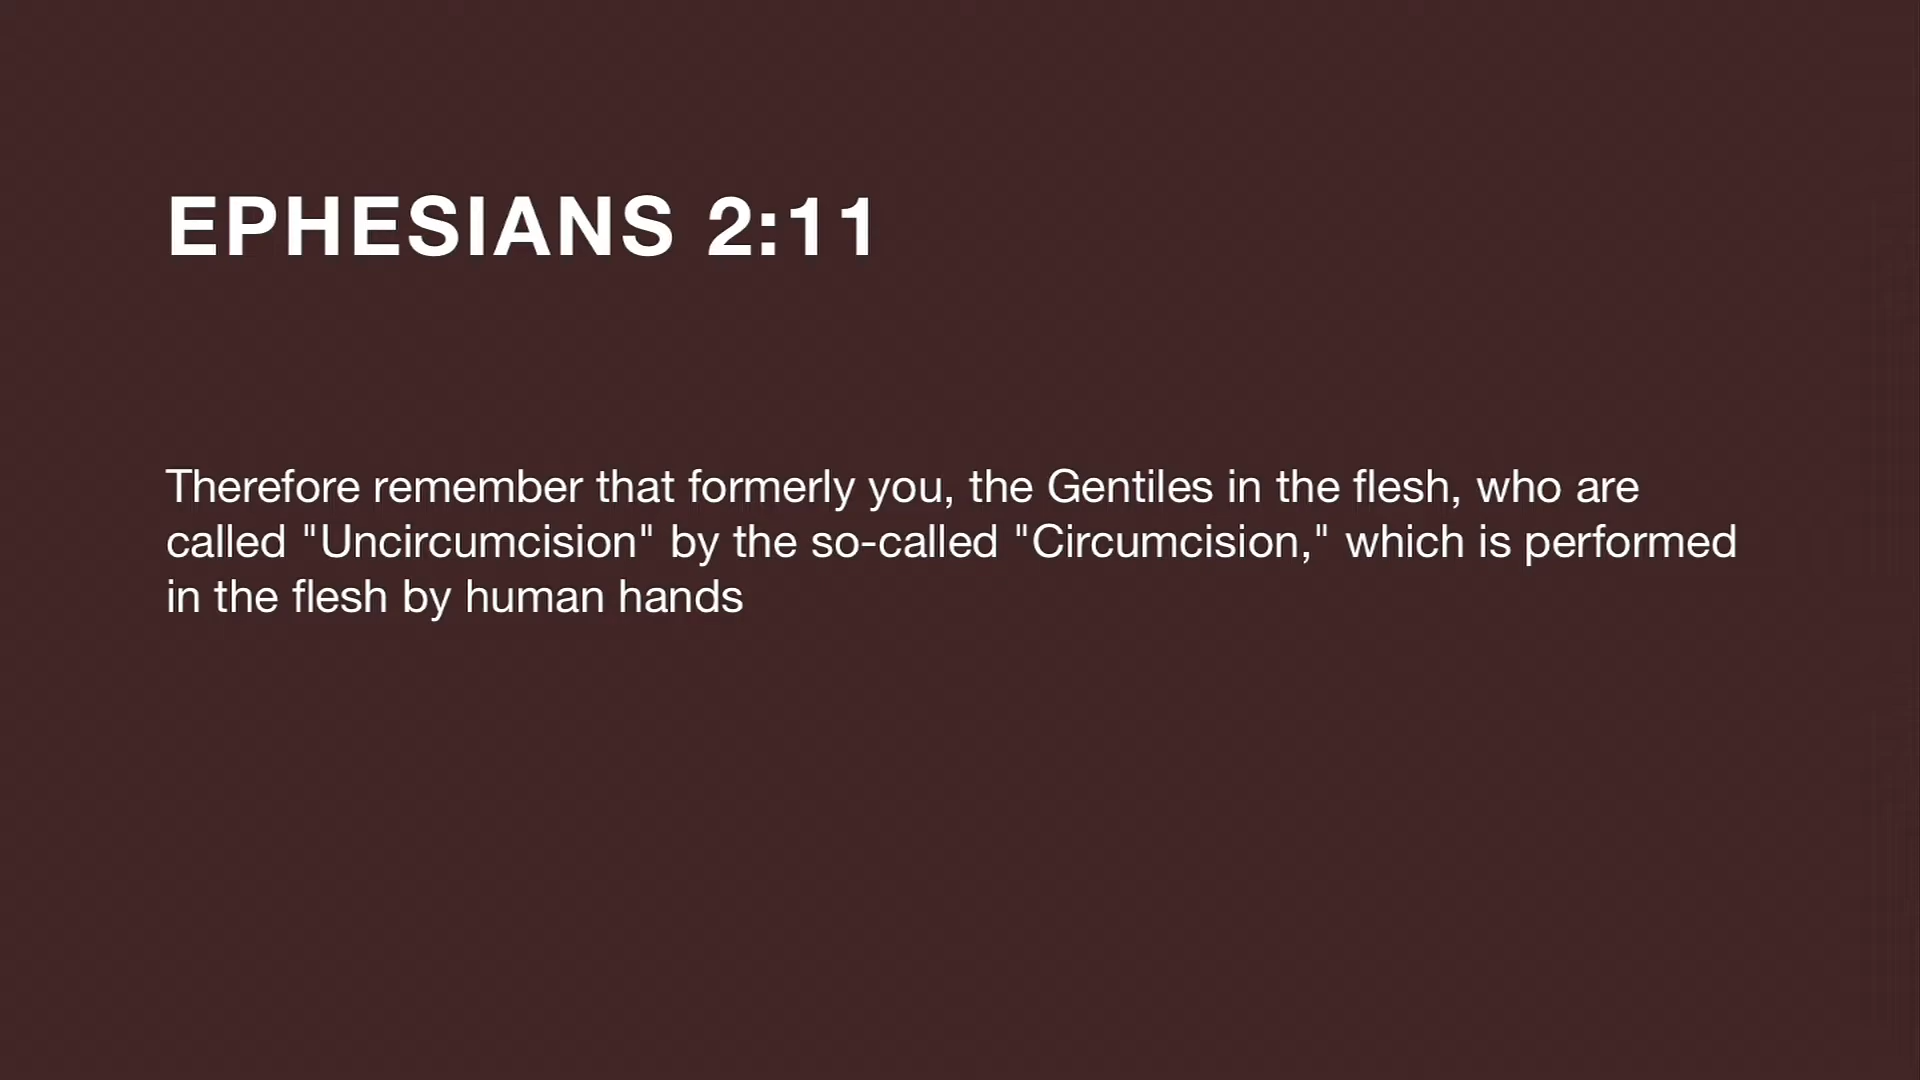 EPHESIANS 2:11
Therefore remember that formerly you, the Gentiles in the flesh, who are
called "Uncircumcision" by the so-called "Circumcision," which is performed
in the flesh by human hands